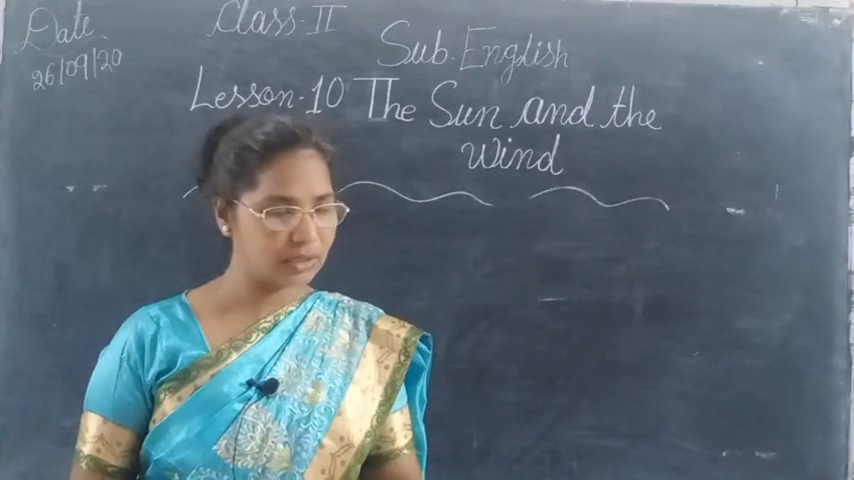 Date
26/09/20
Class-II
Sub-English
Lesson-10 The Sun and the
Wind